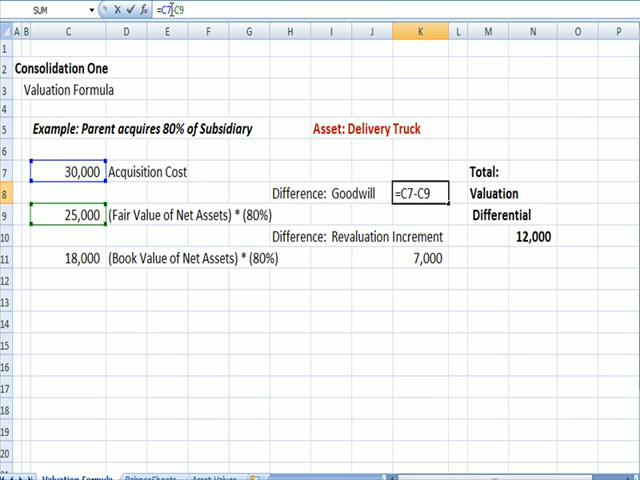 SUM =C7-C9
A B C D E F G H I J K L M N O P
1
2 Consolidation One
3 Valuation Formula
4
5 Example: Parent acquires 80% of Subsidiary Asset: Delivery Truck
6
7 30,000 Acquisition Cost Total:
8 Difference: Goodwill =C7-C9 Valuation
9 25,000 (Fair Value of Net Assets) * (80%) Differential
10 Difference: Revaluation Increment 12,000
11 18,000 (Book Value of Net Assets) * (80%) 7,000
12
13
14
15
16
17
18
19
20
Valuation Formula BalanceSheets Asset Values